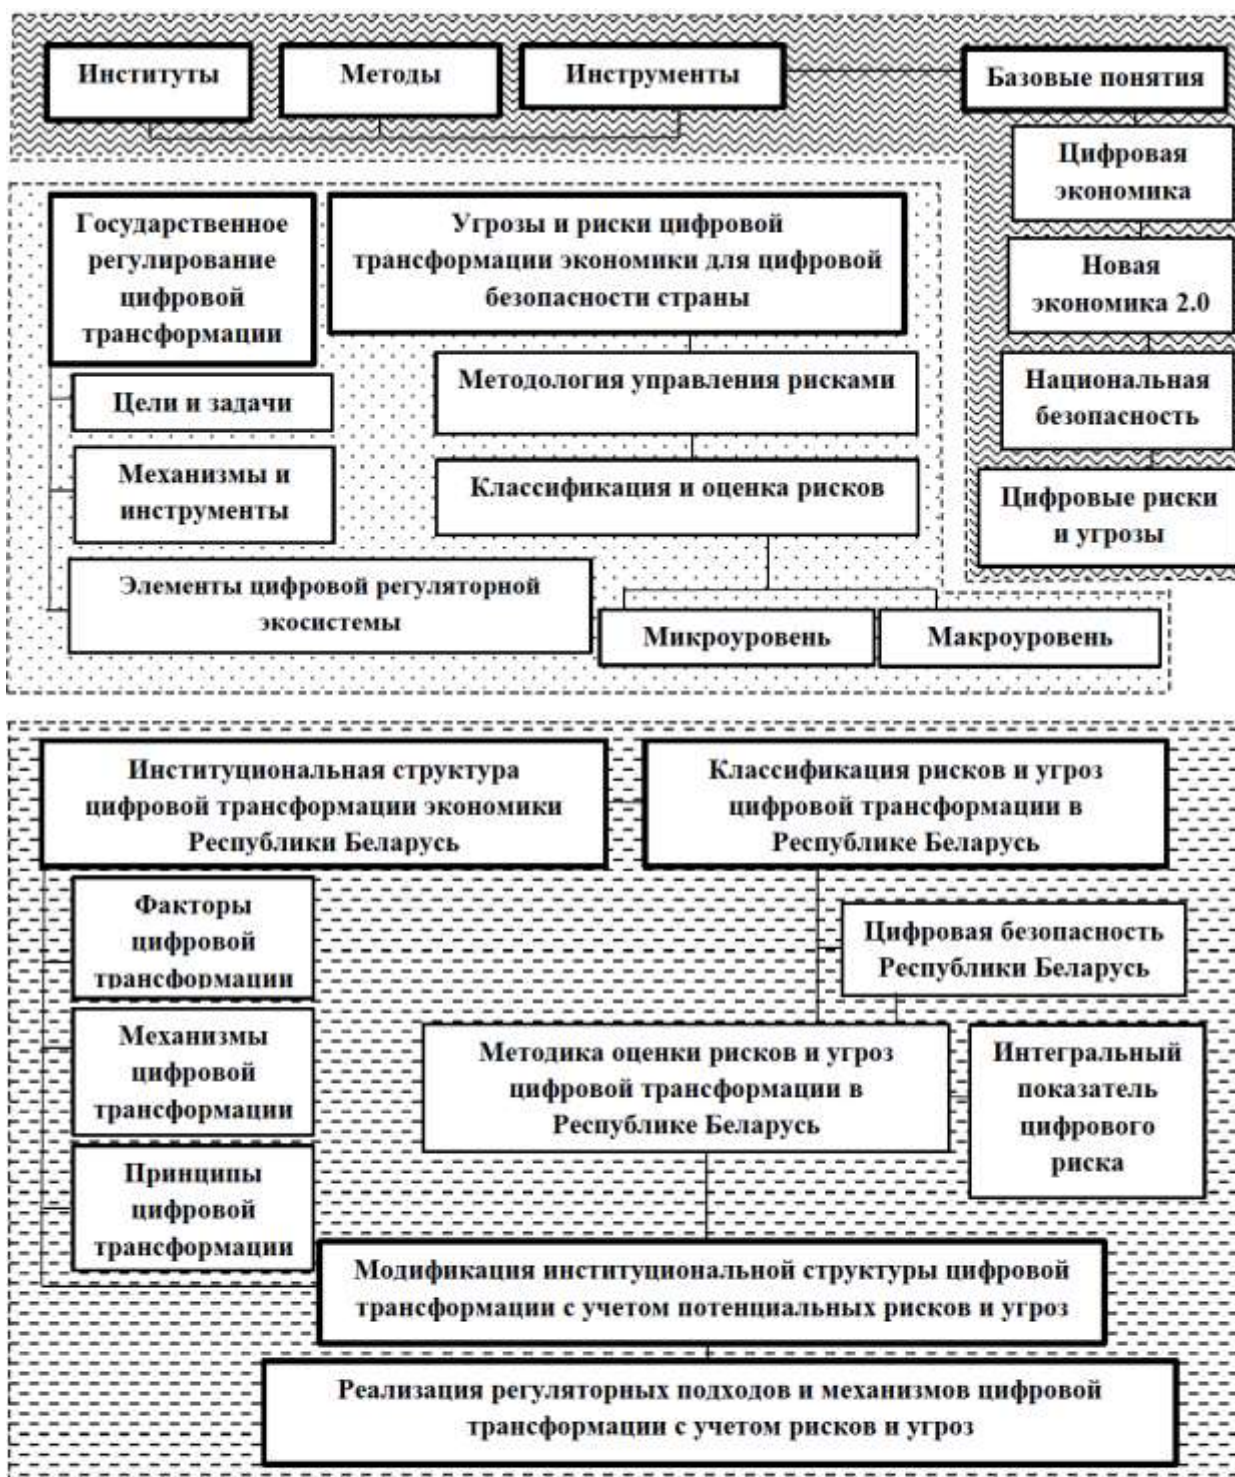 Институты
Методы
Инструменты
Базовые понятия
Цифровая
экономика
Новая
экономика 2.0
Национальная
безопасность
Цифровые риски
и угрозы
Государственное
регулирование
цифровой
трансформации
Цели и задачи
Механизмы и
инструменты
Элементы цифровой регуляторной
экосистемы
Угрозы и риски цифровой
трансформации экономики для цифровой
безопасности страны
Методология управления рисками
Классификация и оценка рисков
Микроуровень
Макроуровень
Институциональная структура
цифровой трансформации экономики
Республики Беларусь
Факторы
цифровой
трансформации
Механизмы
цифровой
трансформации
Принципы
цифровой
трансформации
Классификация рисков и угроз
цифровой трансформации в
Республике Беларусь
Цифровая безопасность
Республики Беларусь
Методика оценки рисков и угроз
цифровой трансформации в
Республике Беларусь
Интегральный
показатель
цифрового
риска
Модификация институциональной структуры цифровой
трансформации с учетом потенциальных рисков и угроз
Реализация регуляторных подходов и механизмов цифровой
трансформации с учетом рисков и угроз